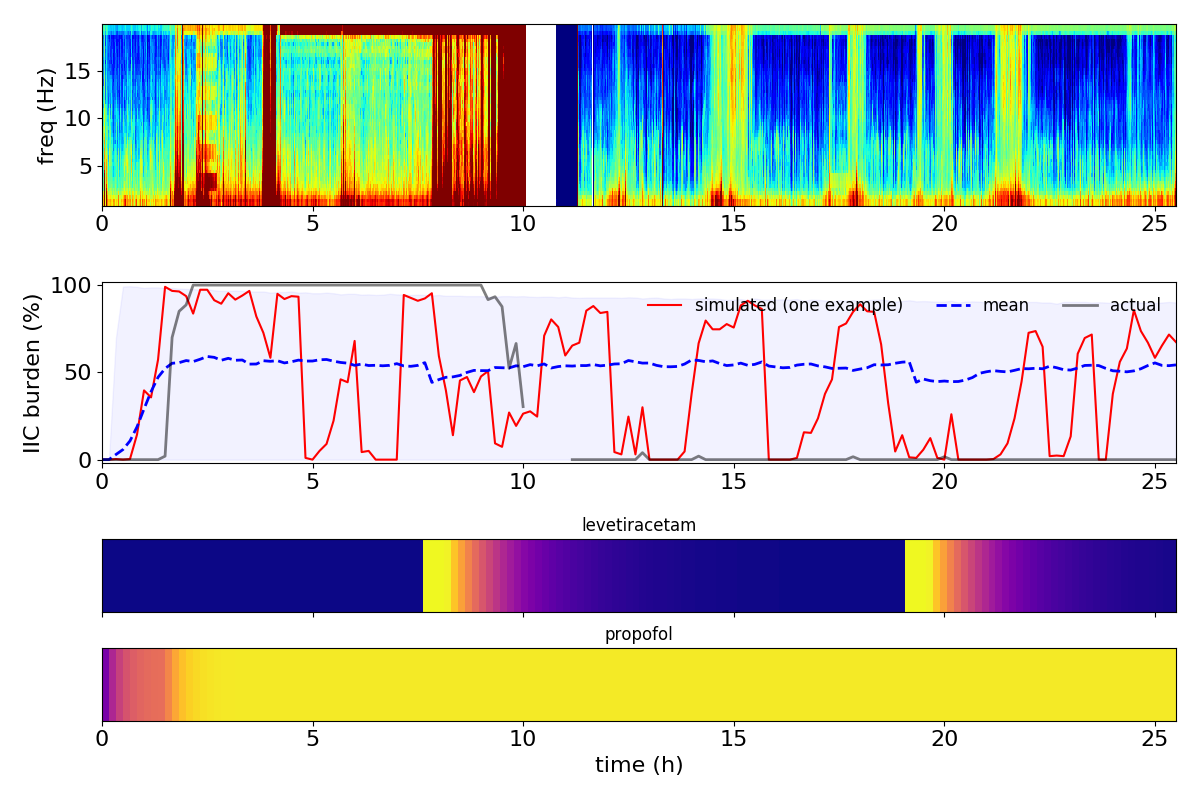 freq (Hz)
15
10
5
0 5 10 15 20 25
IIC burden (%)
100
50
0
simulated (one example) mean actual
0 5 10 15 20 25
levetiracetam
propofol
0 5 10 15 20 25
time (h)